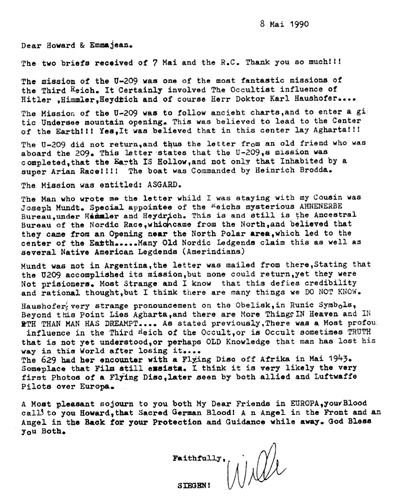 8 Mai 1990
Dear Howard & Emmajean.
The two briefs received of 7 Mai and the R.C. Thank you so much!!!
The mission of the U-209 was one of the most fantastic missions of
the Third Reich. It Certainly involved The Occultist influence of
Hitler ,Himmler,Heydrich and of course Herr Doktor Karl Haushofer....
The Mission of the U-209 was to follow ancient charts,and to enter a gi
tic Undersee mountain opening. This was believed to lead to the Center
of the Earth!!! Yes,It was believed that in this center lay Agharta!!!
The U-209 did not return,and thus the letter from an old friend who was
aboard the 209. This letter states that the U-209,s mission was
completed,that the Earth IS Hollow,and not only that Inhabited by a
super Arian Race!!!! The boat was Commanded by Heinrich Brodda.
The Mission was entitled: ASGARD.
The Man who wrote me the letter whild I was staying with my Cousin was
Joseph Mundt. Special appointee of the Reichs mysterious AHNENERBE
Bureau,under Himmler and Heydrich. This is and still is the Ancestral
Bureau of the Nordic Race,which came from the North,and believed that
they came from an Opening near the North Polar area,which led to the
center of the Earth.....Many Old Nordic Ledgends claim this as well as
several Native American Legdends (Amerindians)
Mundt was not in Argentina,the letter was mailed from there,Stating that
the U209 accomplished its mission,but none could return,yet they were
Not prisioners. Most Strange and I know that this defies credibility
and rational thought,but I think there are many things we DO NOT KNOW.
Haushofer, very strange pronouncement on the Obelisk,in Runic Symbols,
Beyond this Point Lies Agharta,and there are More Things IN Heaven and IN
RTH THAN MAN HAS DREAMPT.... As stated previously.There was a Most profou
influence in the Third Reich of the Occult,or is Occult sometimes TRUTH
that is not yet understood,or perhaps OLD Knowledge that man has lost his
way in this World after losing it....
The 629 had her encounter with a Flying Disc off Afrika in Mai 1943.
Someplace that Film still exsists. I think it is very likely the very
first Photos of a Flying Disc,later seen by both allied and Luftwaffe
Pilots over Europa.
A Most pleasant sojourn to you both My Dear Friends in EUROPA,your Blood
calls to you Howard,that Sacred German Blood! A n Angel in the Front and an
Angel in the Back for your Protection and Guidance while away. God Bless
you Both.
Faithfully,
SIEGEN!